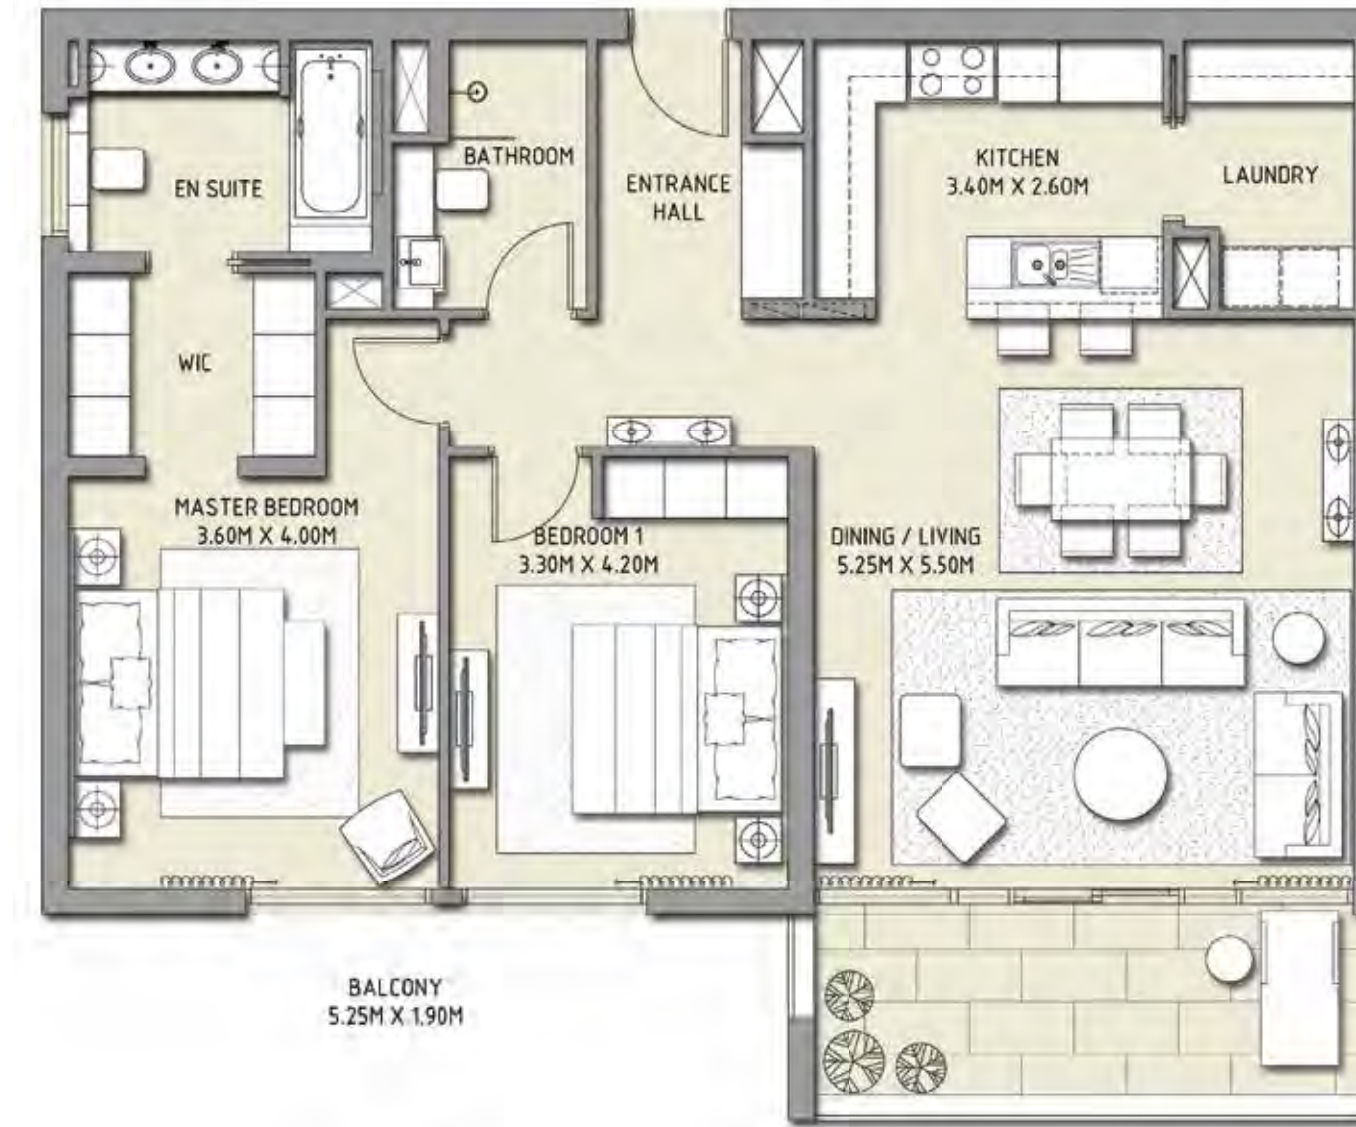 EN SUITE
BATHROOM
ENTRANCE
HALL
KITCHEN
3.40M X 2.60M
LAUNDRY
WIC
MASTER BEDROOM
3.60M X 4.00M
BEDROOM 1
3.30M X 4.20M
DINING / LIVING
5.25M X 5.50M
BALCONY
5.25M X 1.90M